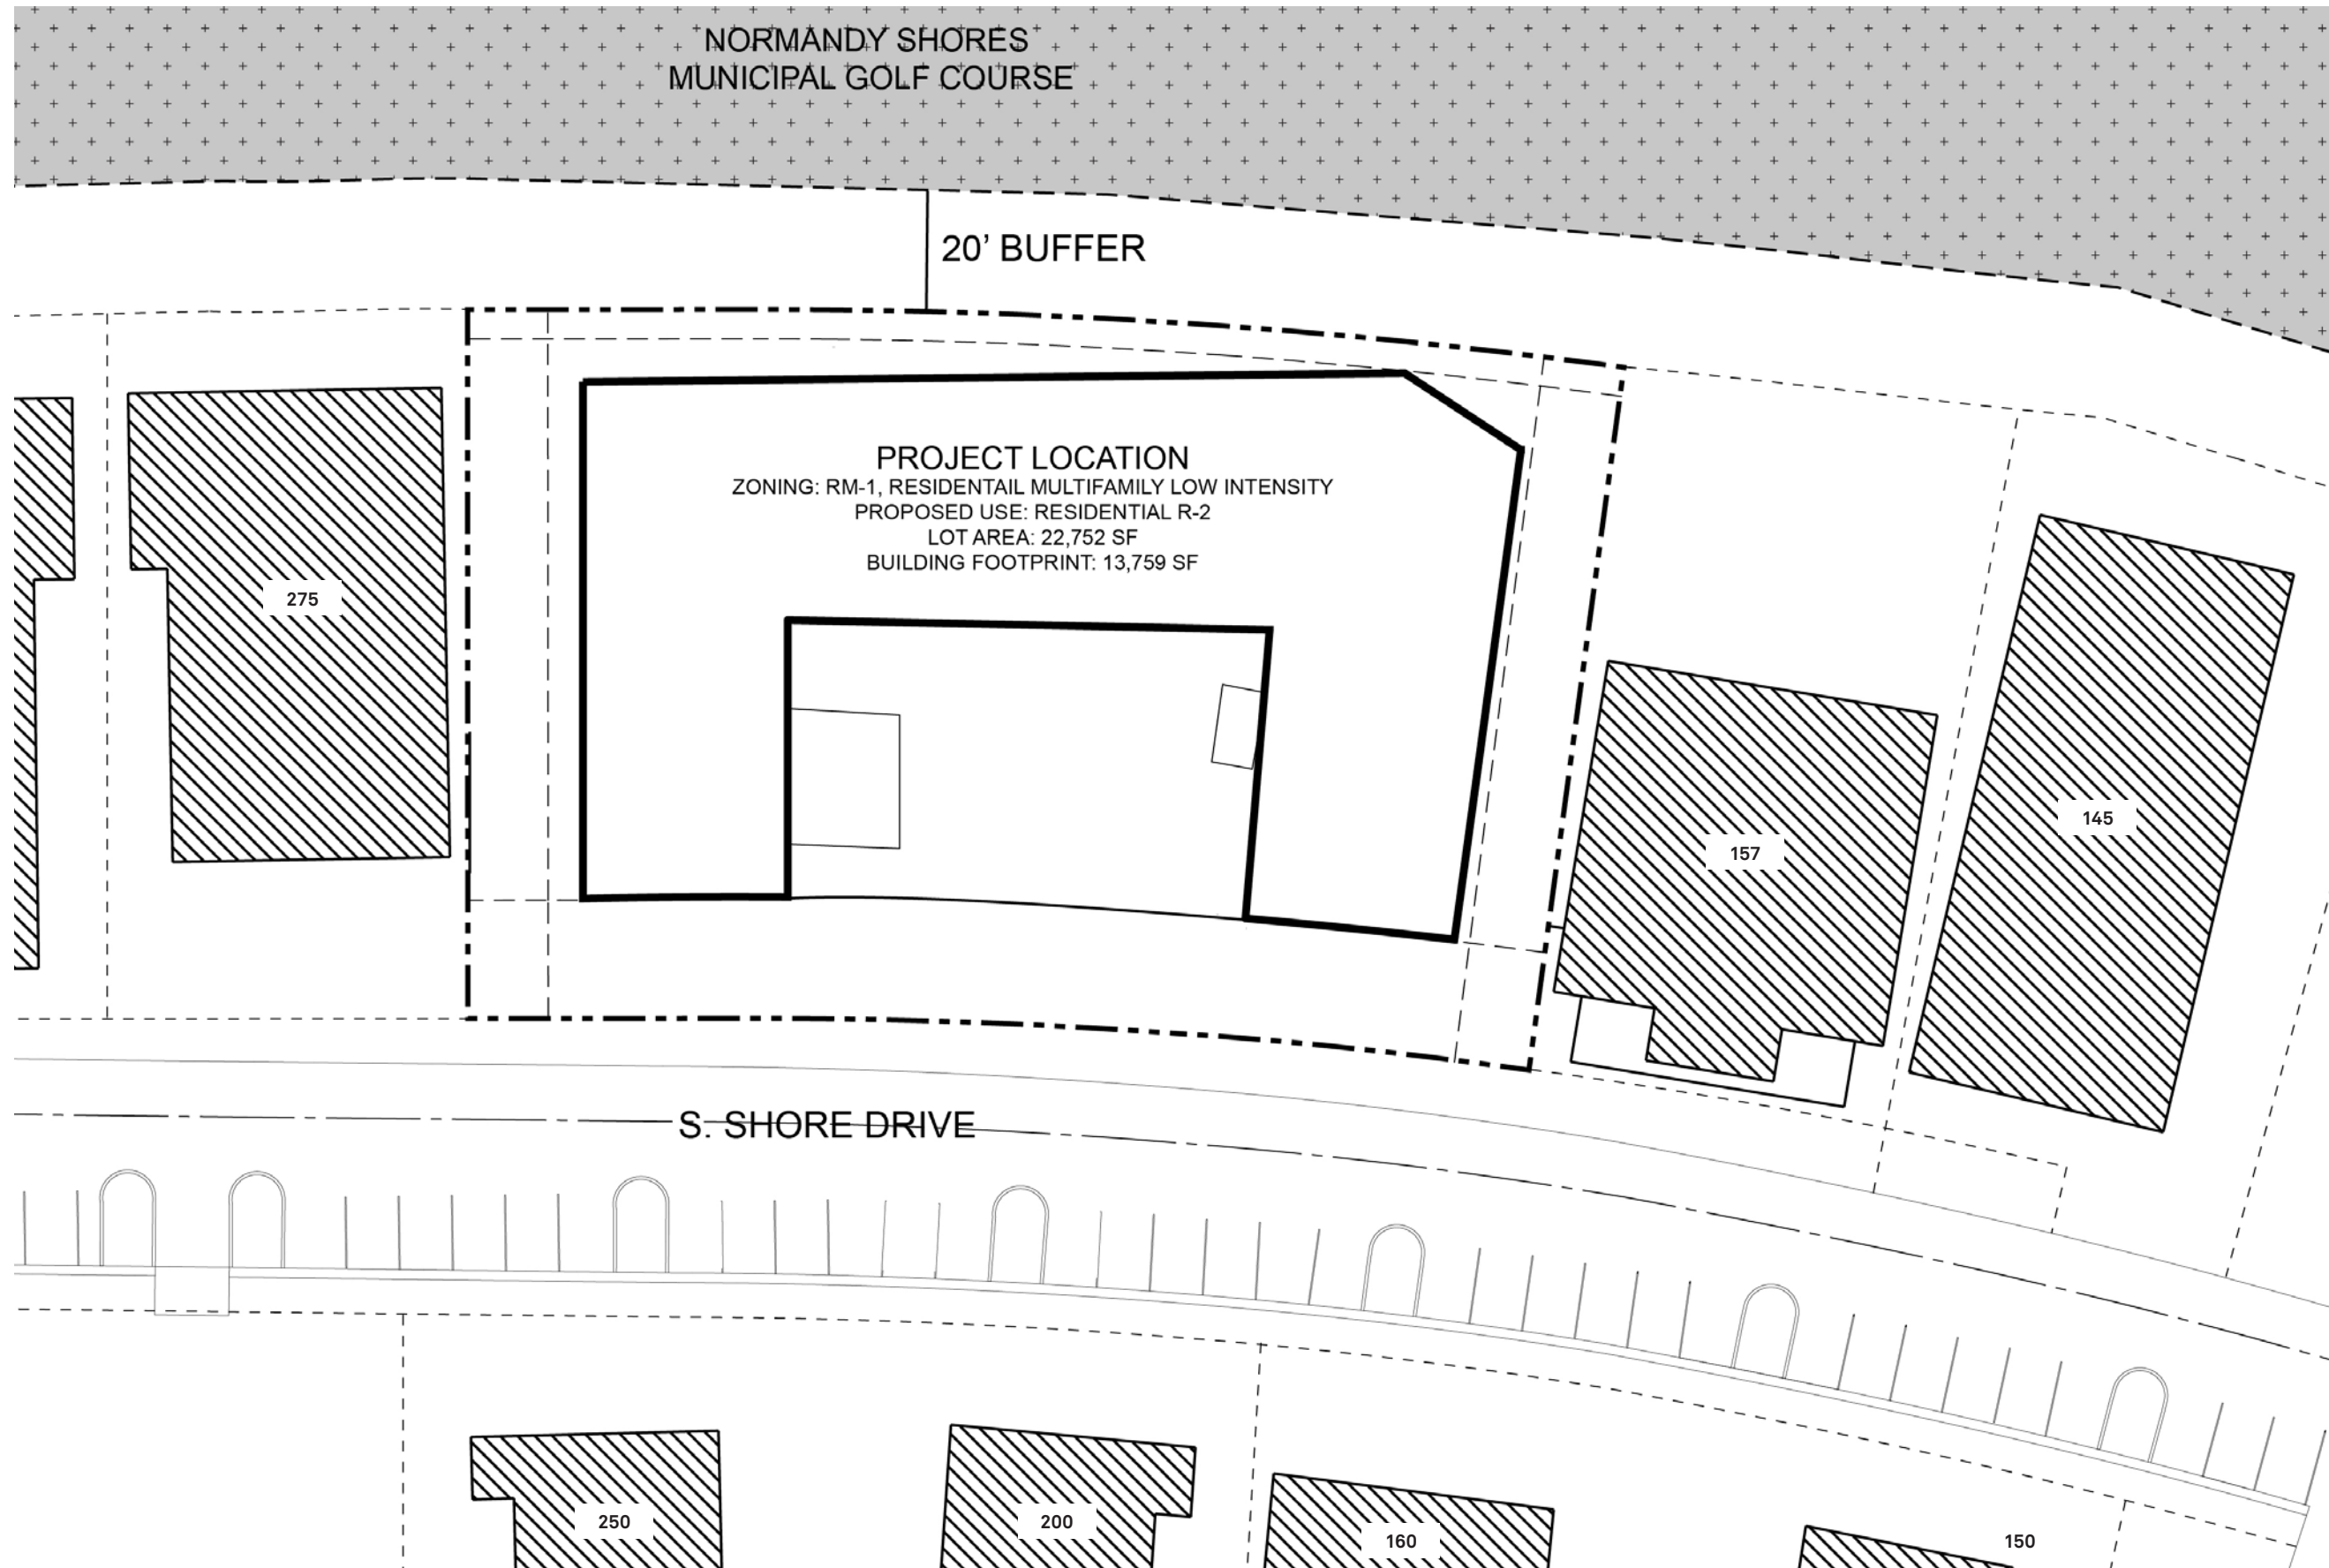 NORMANDY SHORES
MUNICIPAL GOLF COURSE
20’ BUFFER
PROJECT LOCATION
ZONING: RM-1, RESIDENTAIL MULTIFAMILY LOW INTENSITY
PROPOSED USE: RESIDENTIAL R-2
LOT AREA: 22,752 SF
BUILDING FOOTPRINT: 13,759 SF
275
145
157
S. SHORE DRIVE
250
200
160
150